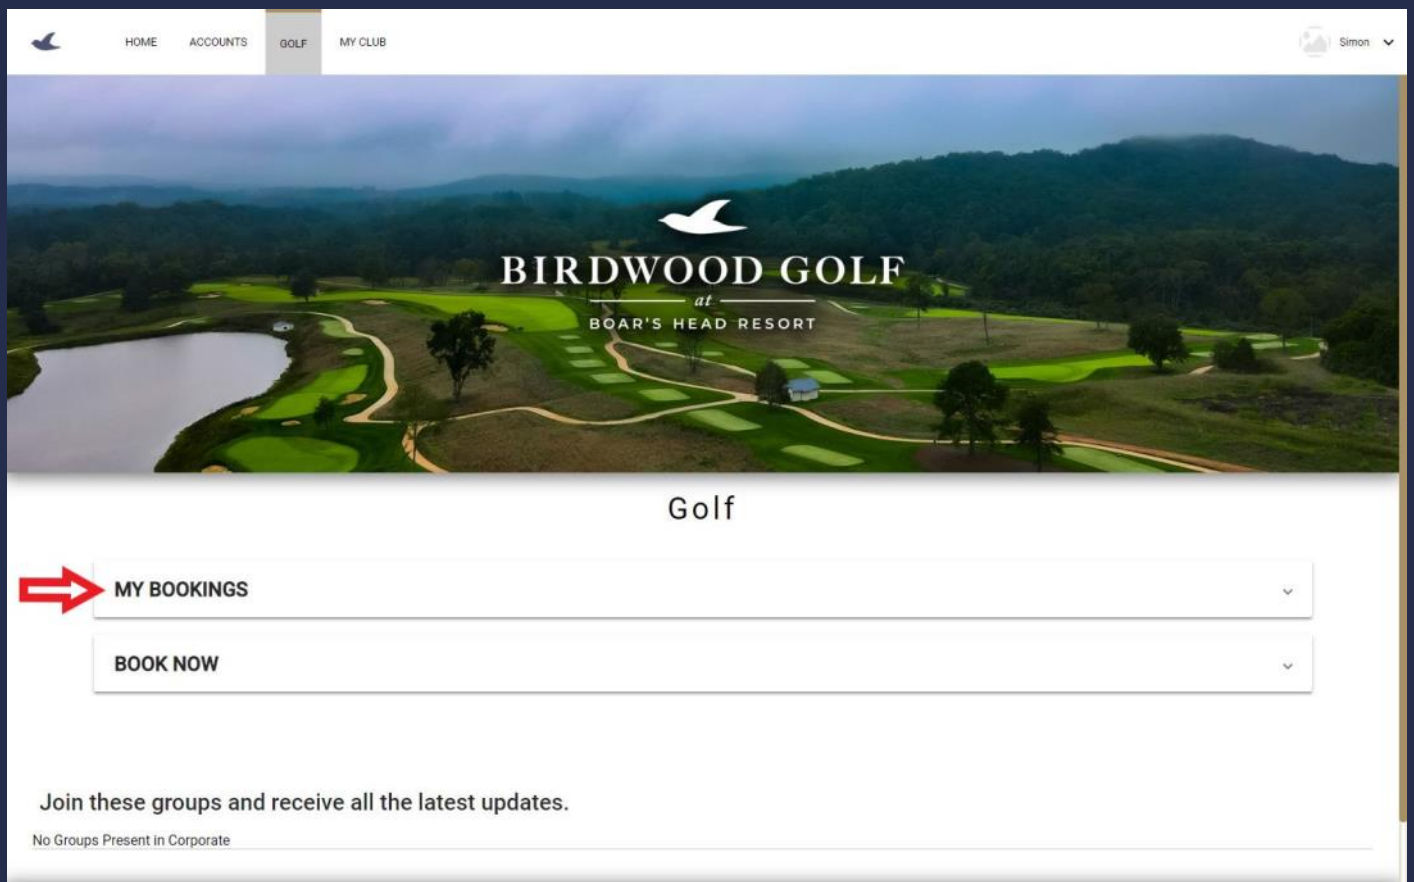 HOME ACCOUNTS GOLF MY CLUB Simon
BIRDWOOD GOLF
at
BOAR'S HEAD RESORT
Golf
MY BOOKINGS
BOOK NOW
Join these groups and receive all the latest updates.
No Groups Present in Corporate